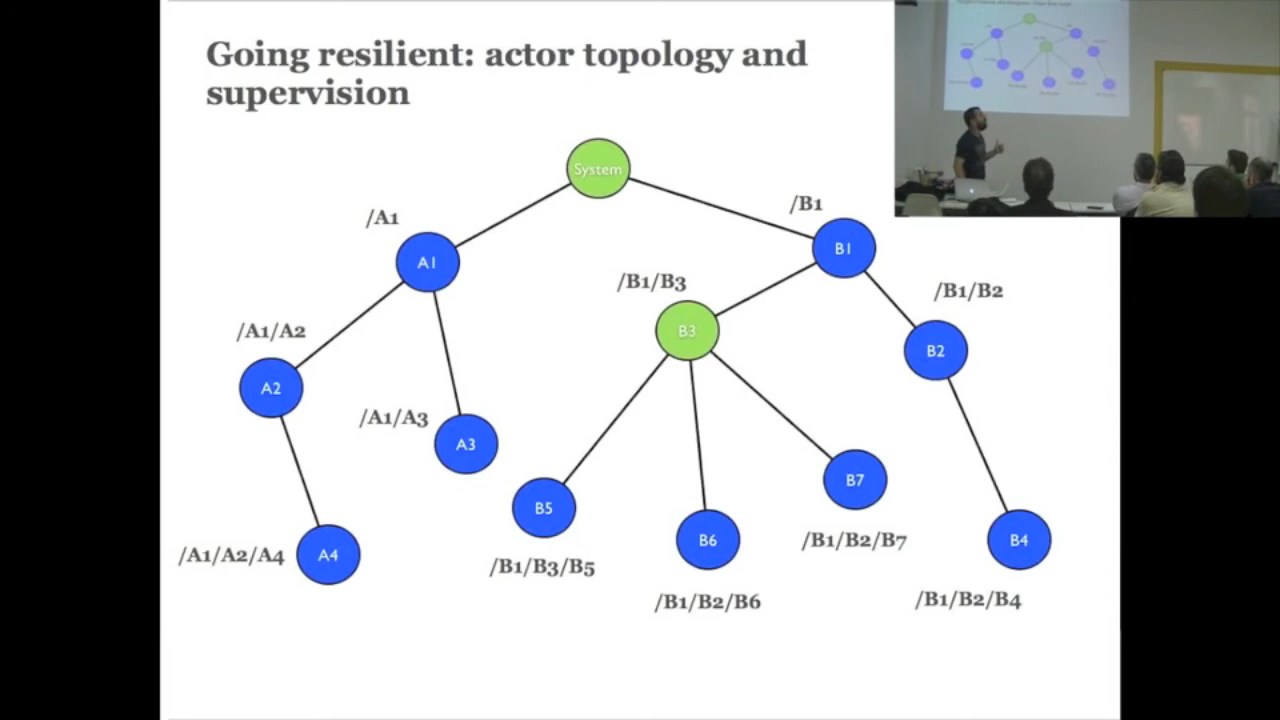 Going resilient: actor topology and
supervision
System
/A1
/B1
A1
B1
/B1/B3
/B1/B2
/A1/A2
B3
B2
A2
/A1/A3
A3
B7
B5
/B1/B2/B7
B6
B4
/A1/A2/A4
A4
/B1/B3/B5
/B1/B2/B6
/B1/B2/B4